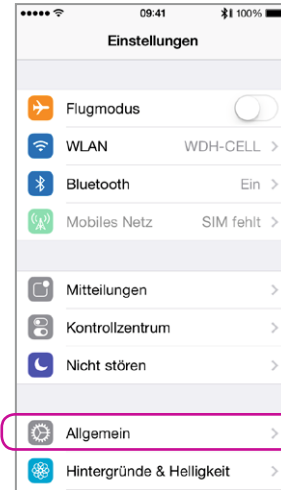 09:41 100%
Einstellungen
Flugmodus
WLAN WDH-CELL
Bluetooth Ein
Mobiles Netz SIM fehlt
Mitteilungen
Kontrollzentrum
Nicht stören
Allgemein
Hintergründe & Helligkeit